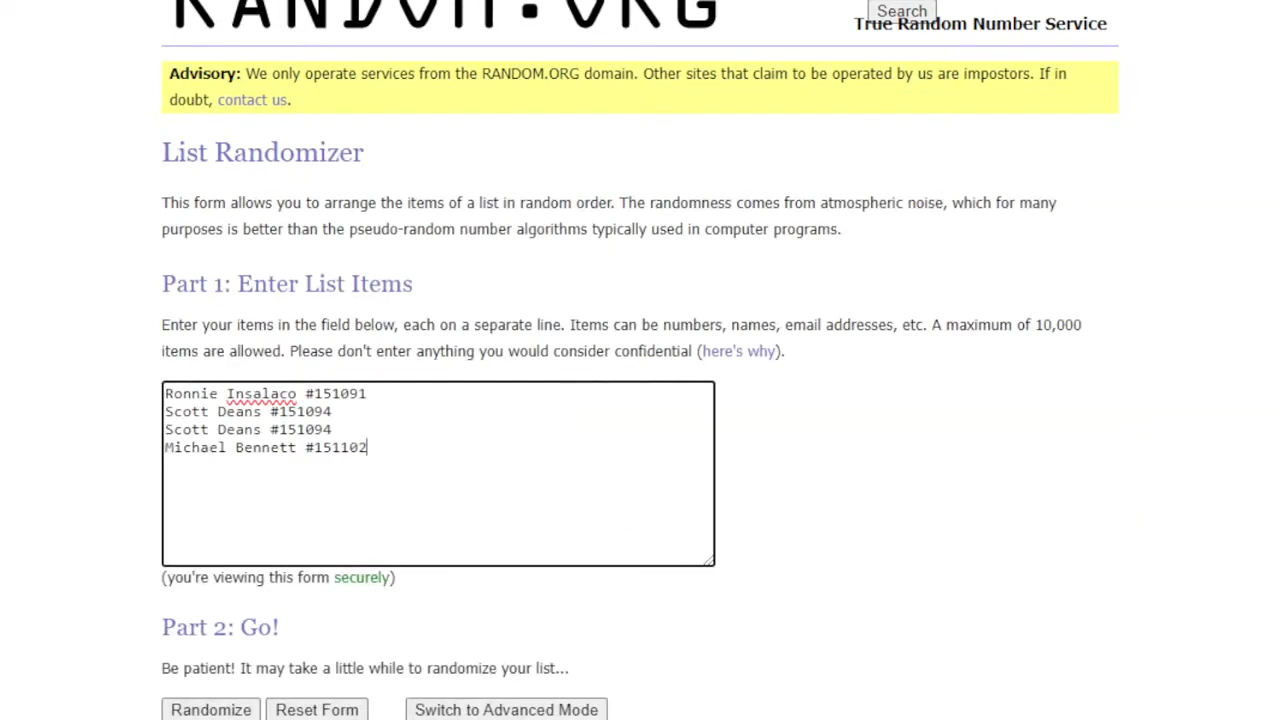 RANDOM.ORG
Search
True Random Number Service
Advisory: We only operate services from the RANDOM.ORG domain. Other sites that claim to be operated by us are impostors. If in
doubt, contact us.
List Randomizer
This form allows you to arrange the items of a list in random order. The randomness comes from atmospheric noise, which for many
purposes is better than the pseudo-random number algorithms typically used in computer programs.
Part 1: Enter List Items
Enter your items in the field below, each on a separate line. Items can be numbers, names, email addresses, etc. A maximum of 10,000
items are allowed. Please don't enter anything you would consider confidential (here's why).
Ronnie Insalaco #151091
Scott Deans #151094
Scott Deans #151094
Michael Bennett #151102
(you're viewing this form securely)
Part 2: Go!
Be patient! It may take a little while to randomize your list...
Randomize Reset Form Switch to Advanced Mode